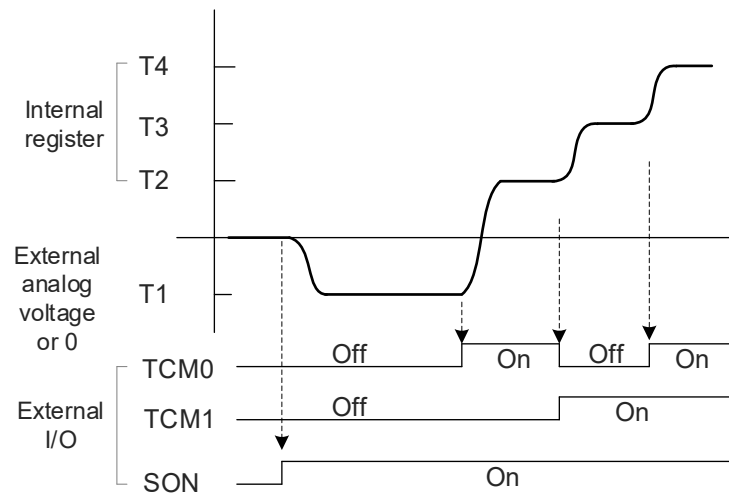 T4
Internal
register
T3
T2
External
analog
voltage
or 0
T1
TCM0
Off
On
Off
On
External
I/O
TCM1
Off
On
SON
On